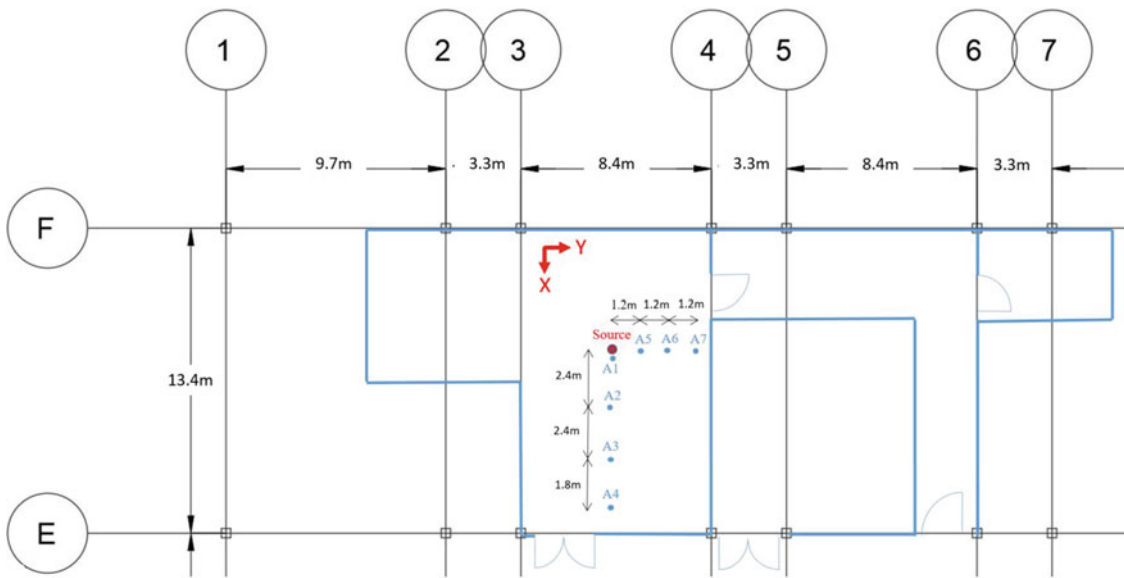 1 2 3 4 5 6 7
9.7m 3.3m 8.4m 3.3m 8.4m 3.3m
F
Y
X
1.2m 1.2m 1.2m
Source A5 A6 A7
A1
2.4m
13.4m
A2
2.4m
A3
1.8m
A4
E